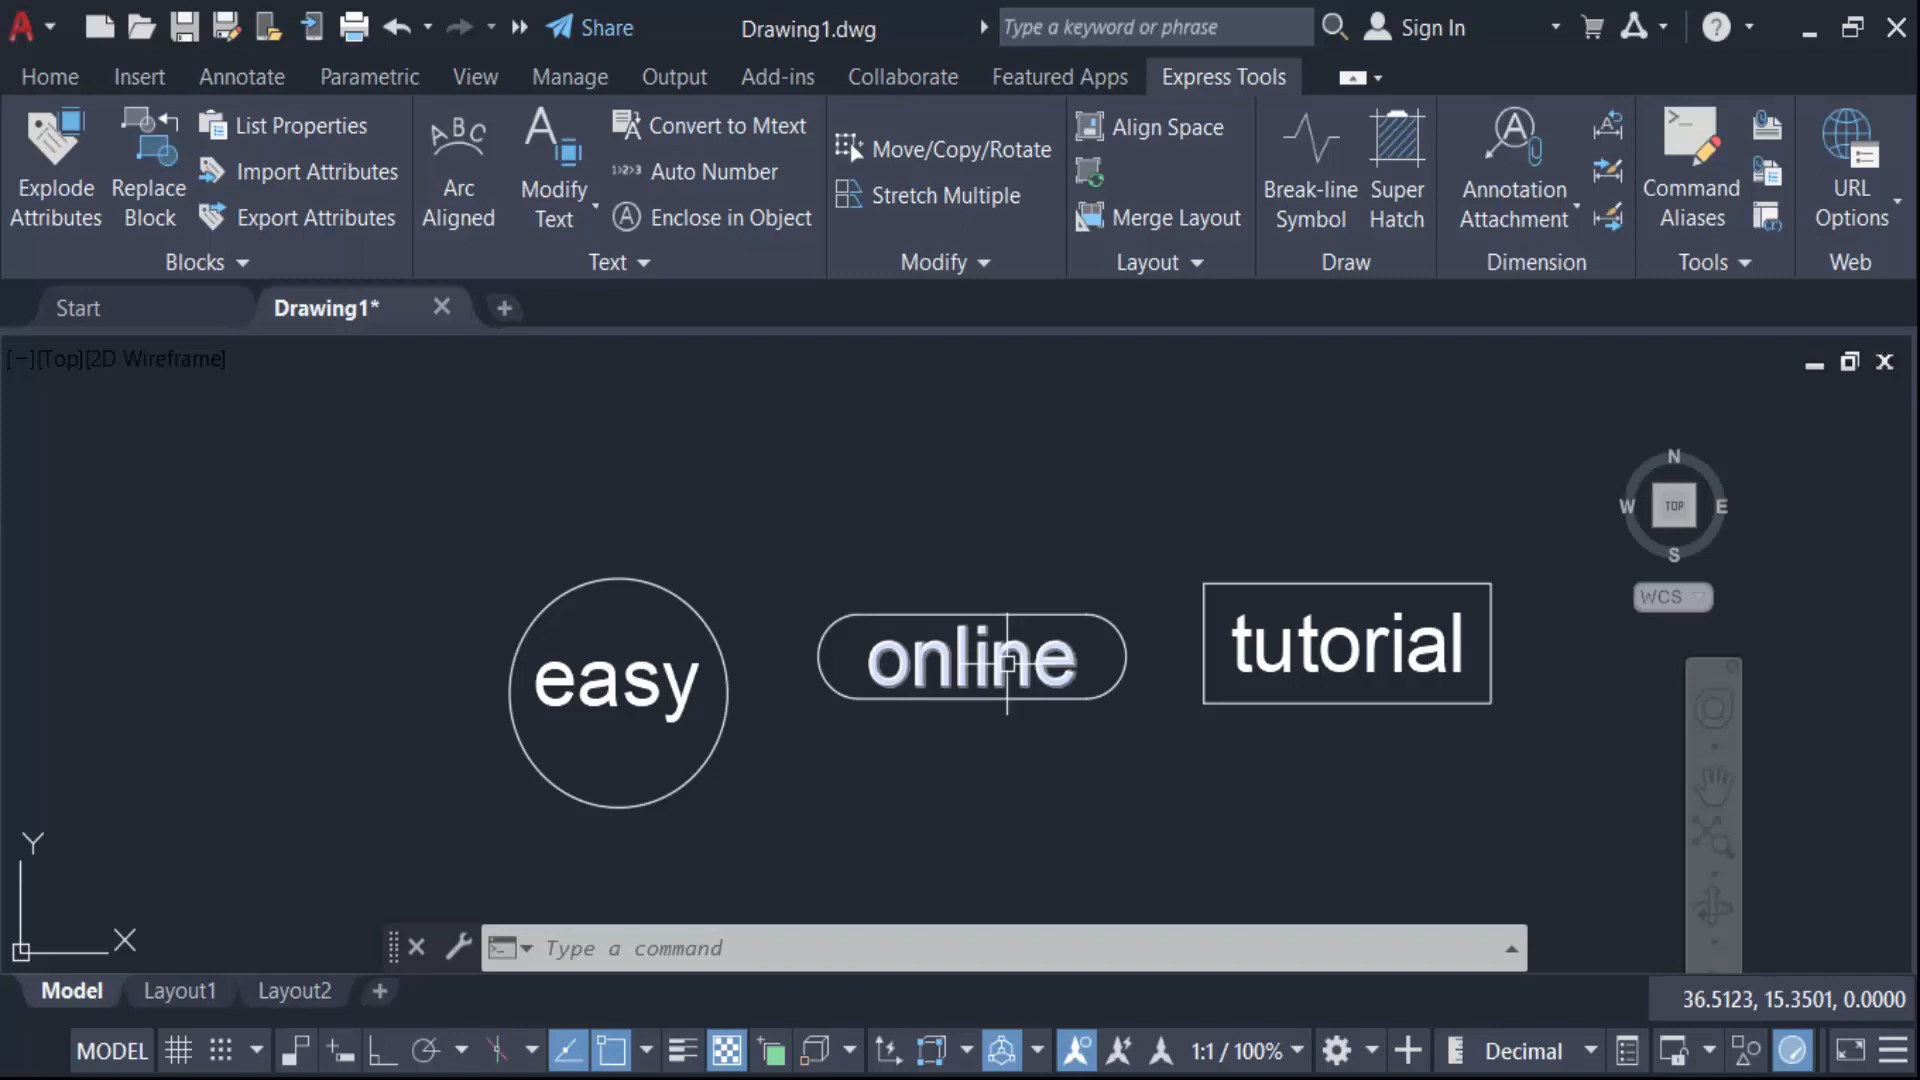 Share
Drawing1.dwg
Type a keyword or phrase
Sign In
Home Insert Annotate Parametric View Manage Output Add-ins Collaborate Featured Apps Express Tools
Explode Attributes
Replace Block
List Properties
Import Attributes
Export Attributes
Blocks
ABC
Arc Aligned
Modify Text
Convert to Mtext
Auto Number
Enclose in Object
Text
Move/Copy/Rotate
Stretch Multiple
Modify
Align Space
Merge Layout
Layout
Break-line Symbol
Super Hatch
Draw
Annotation Attachment
Dimension
Command Aliases
Tools
URL Options
Web
Start
Drawing1*
[−][Top][2D Wireframe]
N
W TOP E
S
WCS
easy
online
tutorial
Y
X
Type a command
Model Layout1 Layout2
36.5123, 15.3501, 0.0000
MODEL
1:1 / 100%
Decimal